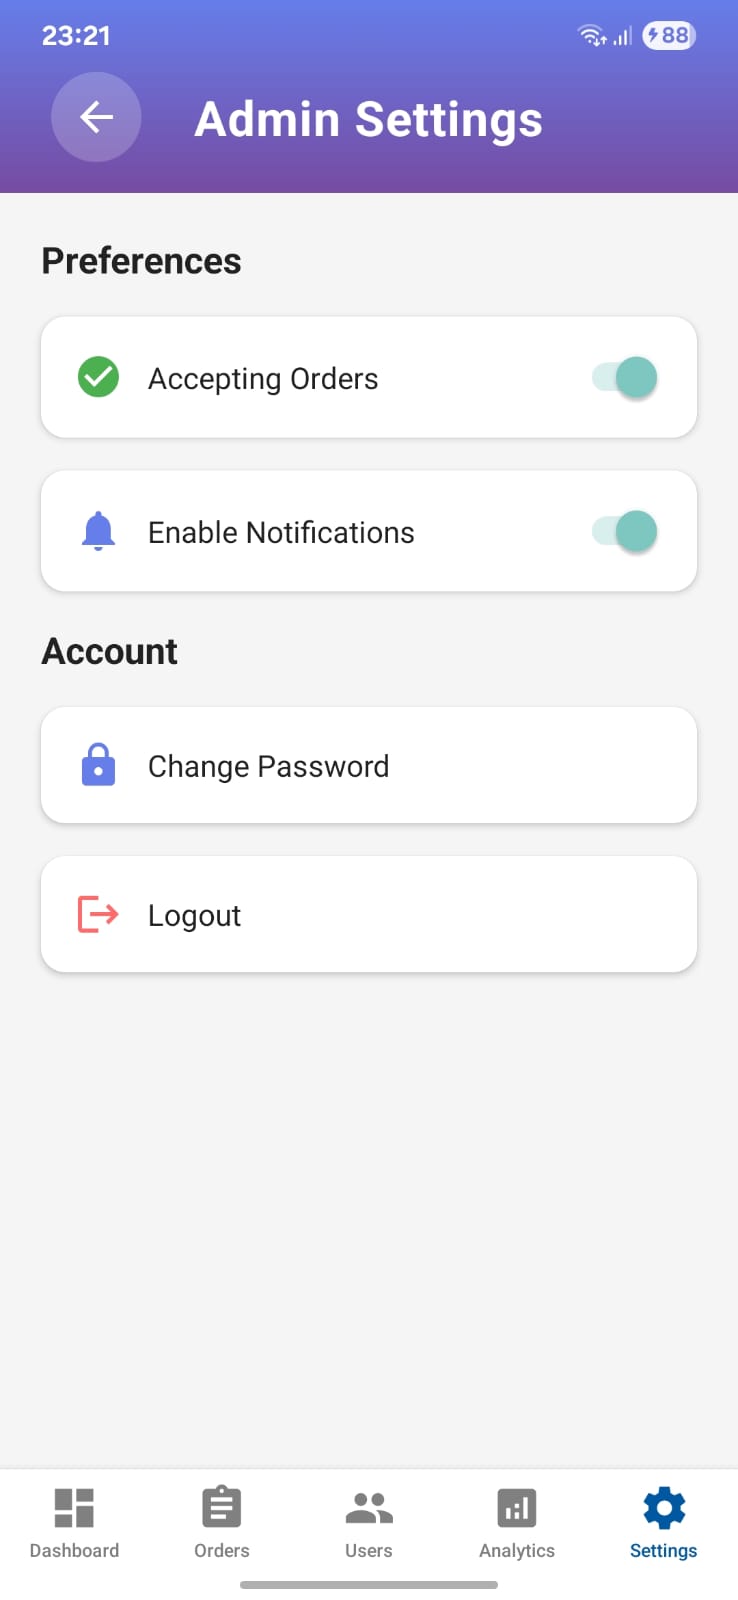 23:21
88
Admin Settings
Preferences
Accepting Orders
Enable Notifications
Account
Change Password
Logout
Dashboard
Orders
Users
Analytics
Settings